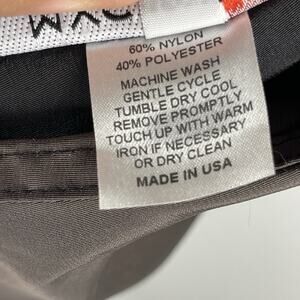 60% NYLON
40% POLYESTER
MACHINE WASH
GENTLE CYCLE
TUMBLE DRY COOL
REMOVE PROMPTLY
TOUCH UP WITH WARM
IRON IF NECESSARY
OR DRY CLEAN
MADE IN USA